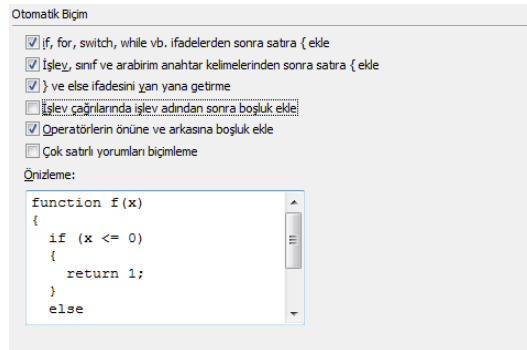 Otomatik Biçim
if, for, switch, while vb. ifadelerden sonra satıra { ekle
İşlev, sınıf ve arabirim anahtar kelimelerinden sonra satıra { ekle
} ve else ifadesini yan yana getirme
İşlev çağrılarında işlev adından sonra boşluk ekle
Operatörlerin önüne ve arkasına boşluk ekle
Çok satırlı yorumları biçimleme
Önizleme:
function f(x)
{
if (x <= 0)
{
return 1;
}
else